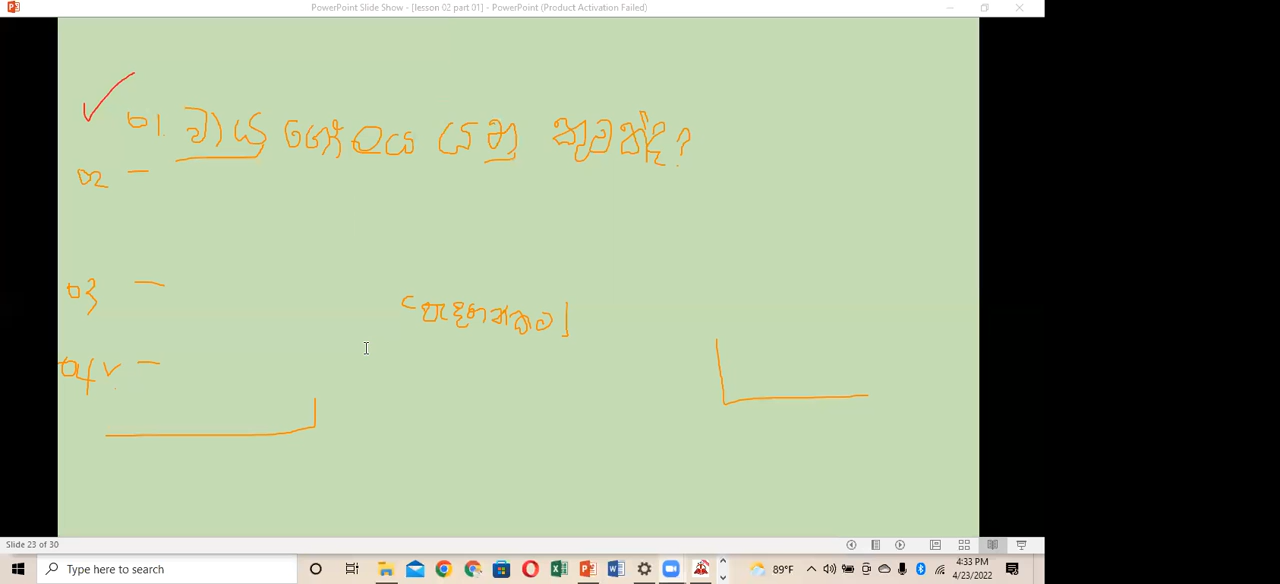 PowerPoint Slide Show - [lesson 02 part 01] - PowerPoint (Product Activation Failed)
01. වායු ගෝලය යනු කුමක්ද?
02 –
03 –
04 –
Slide 23 of 30
Type here to search
89°F
4:33 PM
4/23/2022